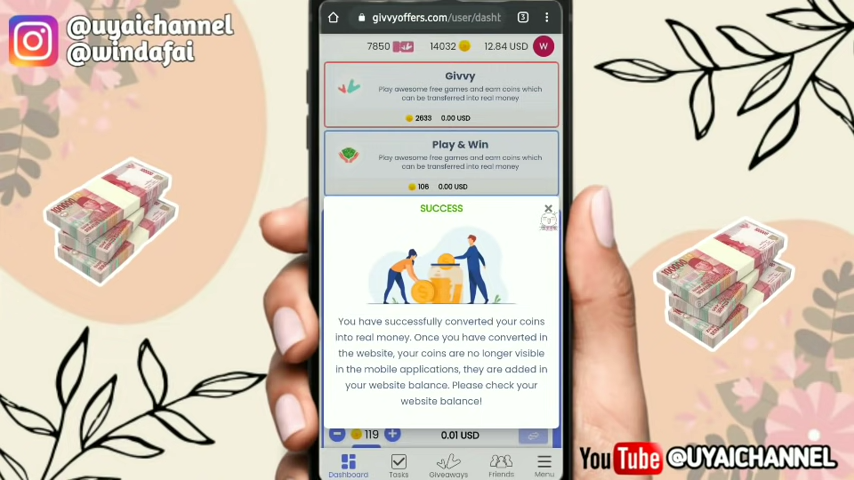 @uyaichannel
@windafai
givvyoffers.com/user/dasht
3
7850 14032 12.84 USD W
Givvy
Play awesome free games and earn coins which
can be transferred into real money
2633 0.00 USD
Play & Win
Play awesome free games and earn coins which
can be transferred into real money
106 0.00 USD
SUCCESS
You have successfully converted your coins
into real money. Once you have converted in
the website, your coins are no longer visible
in the mobile applications, they are added in
your website balance. Please check your
website balance!
119 0.01 USD
Dashboard Tasks Giveaways Friends Menu
100000
100000
YouTube @UYAICHANNEL